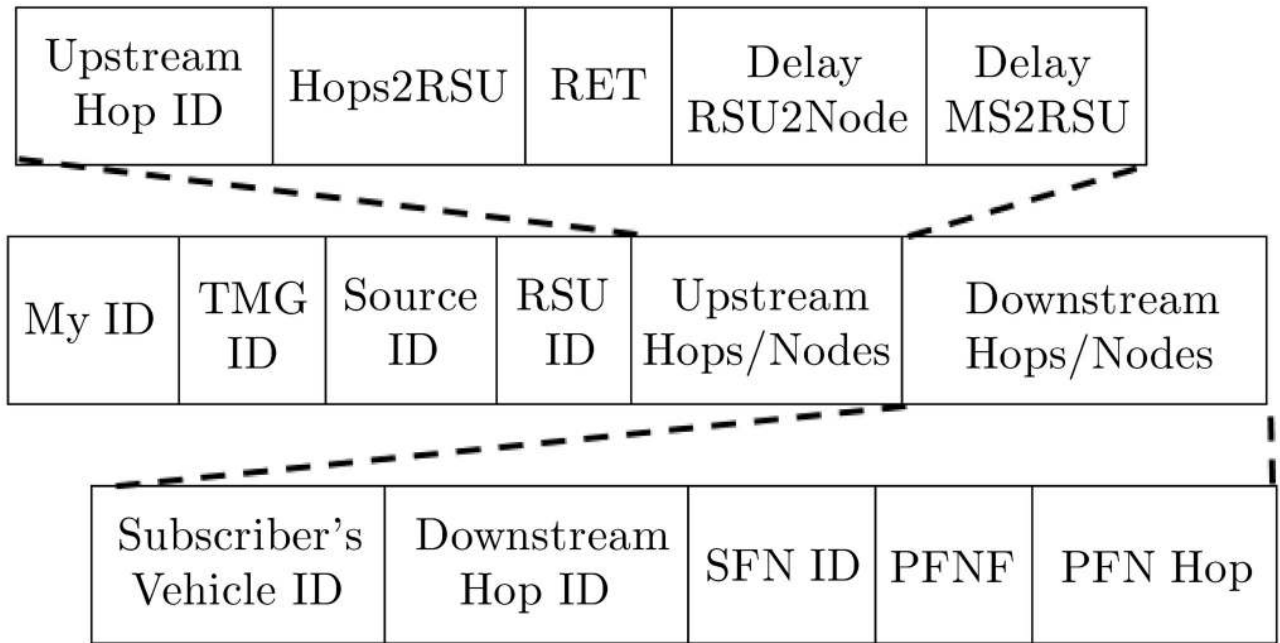 Upstream
Hop ID
Hops2RSU
RET
Delay
RSU2Node
Delay
MS2RSU
My ID
TMG
ID
Source
ID
RSU
ID
Upstream
Hops/Nodes
Downstream
Hops/Nodes
Subscriber's
Vehicle ID
Downstream
Hop ID
SFN ID
PFNF
PFN Hop